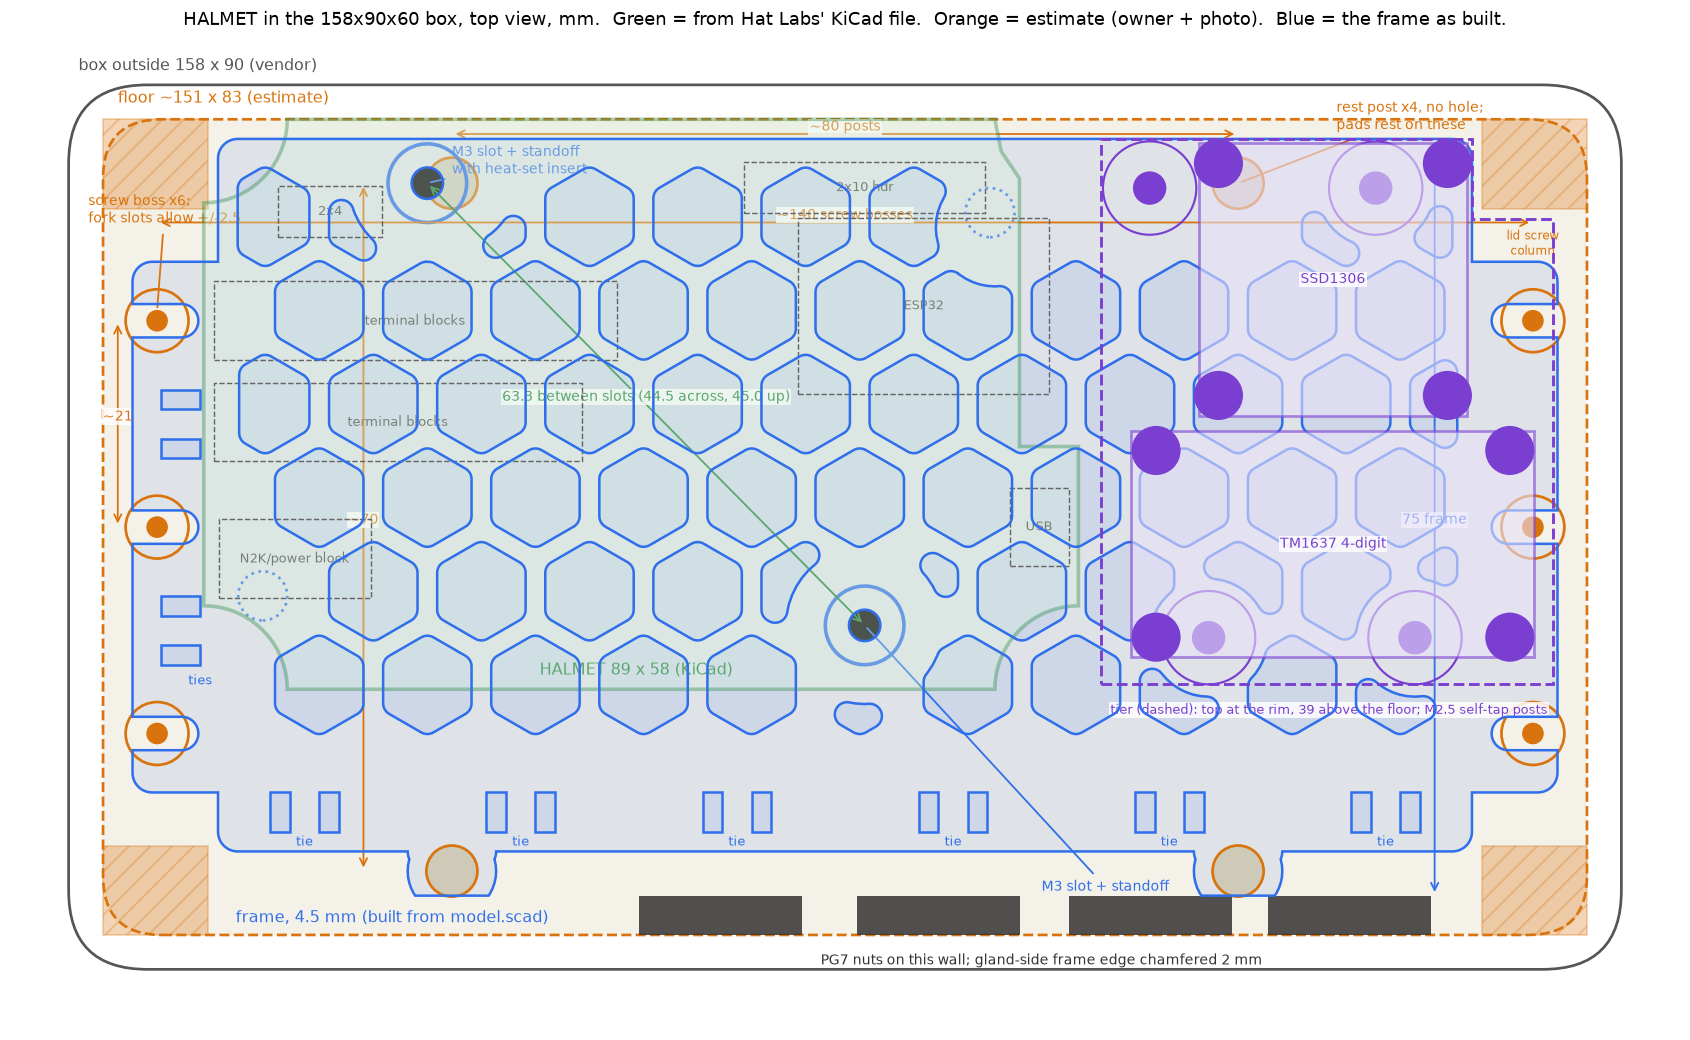 HALMET in the 158x90x60 box, top view, mm.  Green = from Hat Labs' KiCad file.  Orange = estimate (owner + photo).  Blue = the frame as built.
box outside 158 x 90 (vendor)
floor ~151 x 83 (estimate)
rest post x4, no hole;
pads rest on these
~80 posts
M3 slot + standoff
with heat-set insert
2x10 hdr
screw boss x6;
fork slots allow +/-2.5
2x4
~140 screw bosses
lid screw
column
SSD1306
ESP32
terminal blocks
63.3 between slots (44.5 across, 45.0 up)
~21
terminal blocks
~70
75 frame
USB
TM1637 4-digit
N2K/power block
HALMET 89 x 58 (KiCad)
ties
tier (dashed): top at the rim, 39 above the floor; M2.5 self-tap posts
tie
tie
tie
tie
tie
tie
M3 slot + standoff
frame, 4.5 mm (built from model.scad)
PG7 nuts on this wall; gland-side frame edge chamfered 2 mm